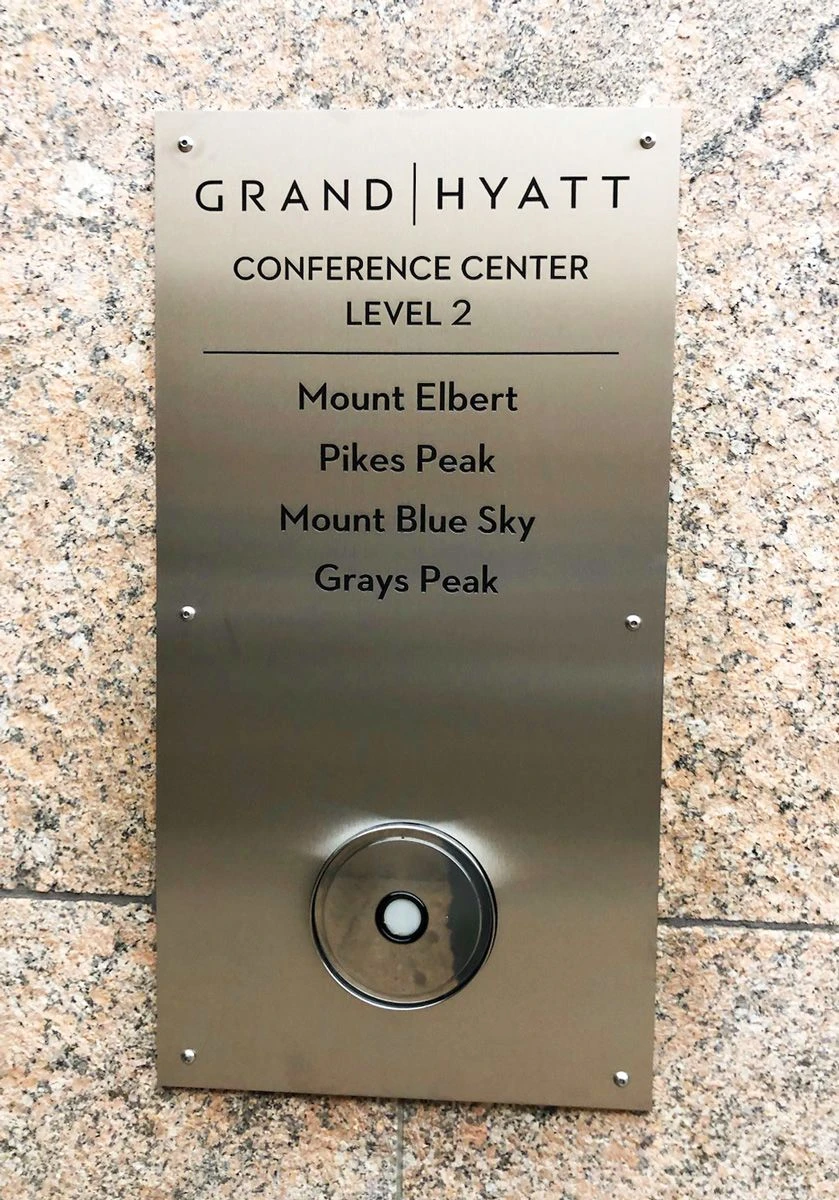 GRAND | HYATT
CONFERENCE CENTER
LEVEL 2
Mount Elbert
Pikes Peak
Mount Blue Sky
Grays Peak